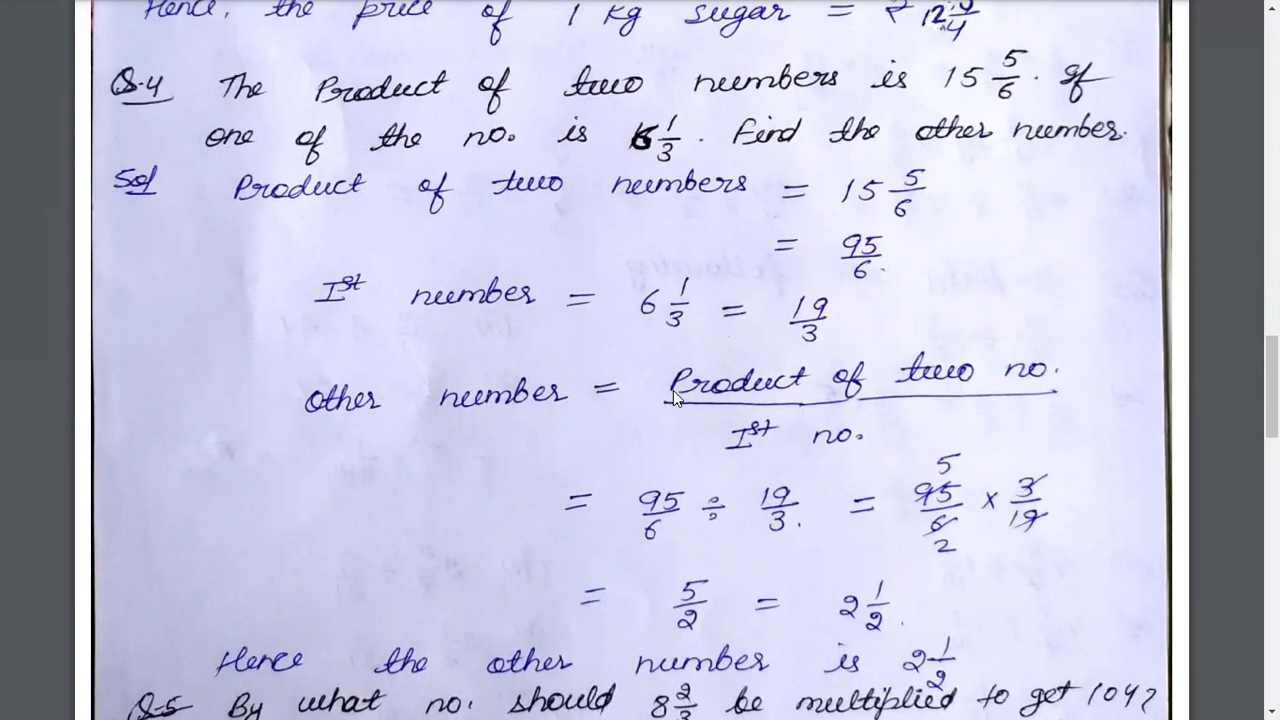 Hence, the price of 1 kg sugar = ₹ 12
Q.4 The Product of two numbers is 15 5/6. If
one of the no. is 6 1/3. Find the other number.
Sol Product of two numbers = 15 5/6
= 95/6.
Ist number = 6 1/3 = 19/3
Other number = Product of two no. / Ist no.
= 95/6 ÷ 19/3. = 95/6 × 3/19
5
2
= 5/2 = 2 1/2.
Hence the other number is 2 1/2
Q.5 By what no. should 8 2/3 be multiplied to get 104?